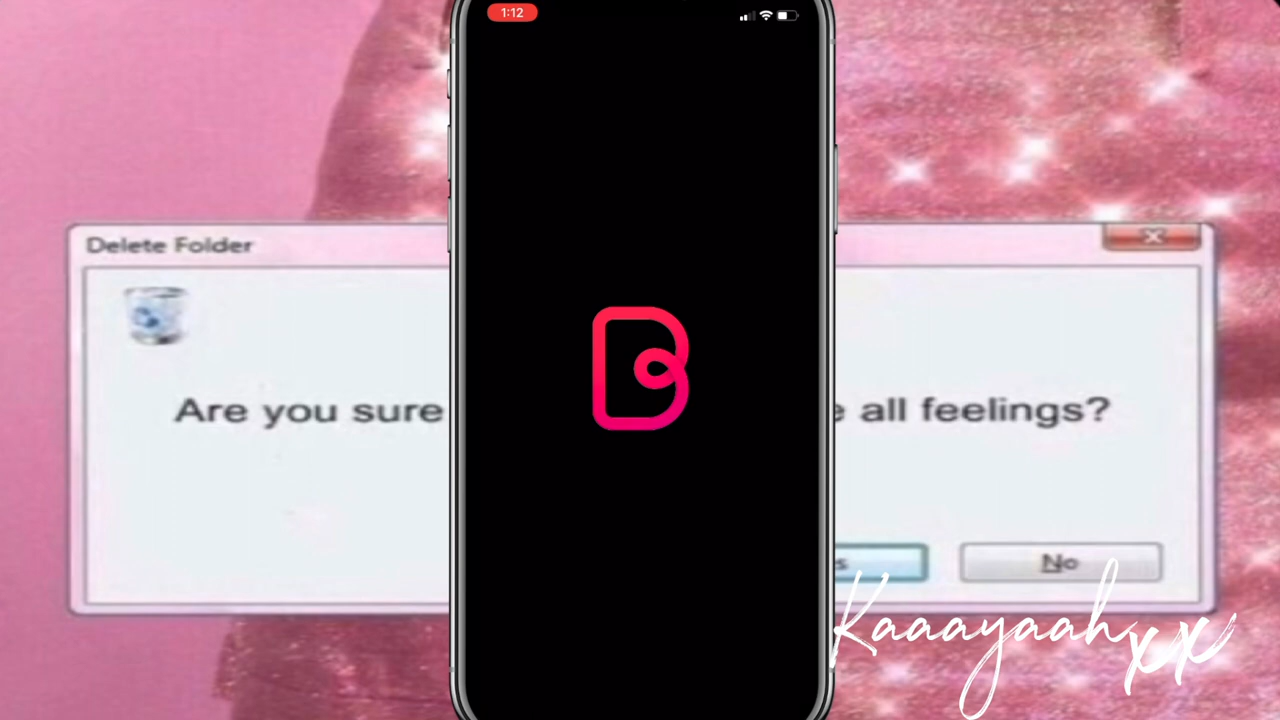 1:12
Delete Folder
Are you sure
all feelings?
No
Kaaayaahxx